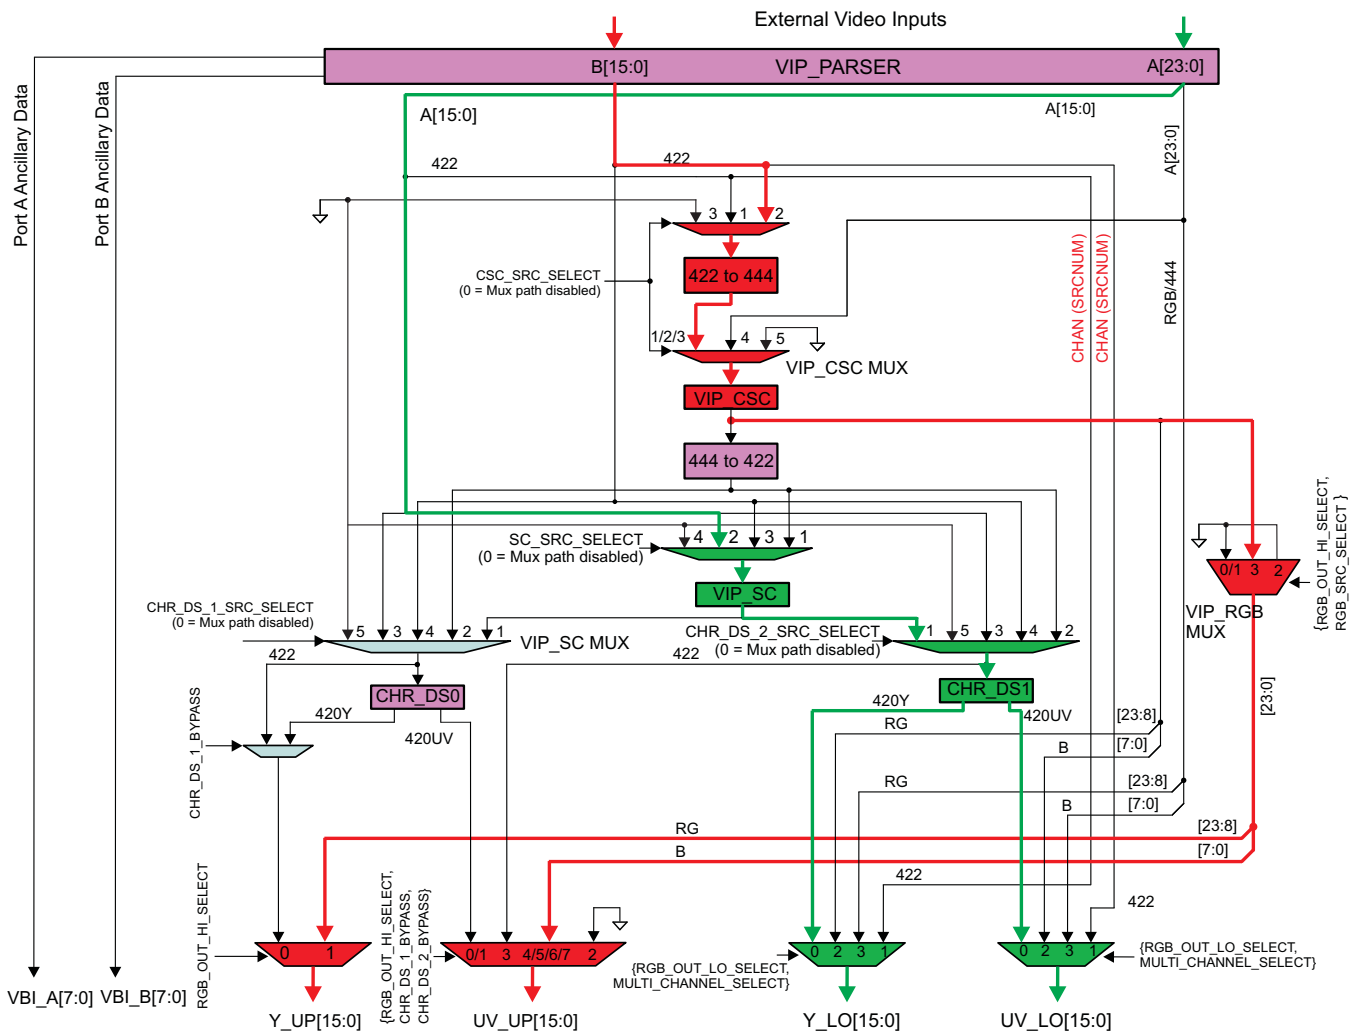 External Video Inputs
B[15:0]
VIP_PARSER
A[23:0]
Port A Ancillary Data
Port B Ancillary Data
A[15:0]
A[15:0]
A[23:0]
422
422
3 1 2
CSC_SRC_SELECT
(0 = Mux path disabled)
422 to 444
CHAN (SRCNUM)
CHAN (SRCNUM)
RGB/444
1/2/3 4 5
VIP_CSC MUX
VIP_CSC
444 to 422
SC_SRC_SELECT
(0 = Mux path disabled)
4 2 3 1
{RGB_OUT_HI_SELECT,
RGB_SRC_SELECT }
0/1 3 2
VIP_RGB
MUX
VIP_SC
CHR_DS_1_SRC_SELECT
(0 = Mux path disabled)
5 3 4 2 1
VIP_SC MUX
CHR_DS_2_SRC_SELECT
(0 = Mux path disabled)
1 5 3 4 2
422
422
CHR_DS0
CHR_DS1
420Y
420UV
420Y
420UV
CHR_DS_1_BYPASS
RG
[23:8]
B
[7:0]
[23:0]
RG
[23:8]
B
[7:0]
RG
[23:8]
B
[7:0]
422
422
RGB_OUT_HI_SELECT
0 1
{RGB_OUT_HI_SELECT,
CHR_DS_1_BYPASS,
CHR_DS_2_BYPASS}
0/1 3 4/5/6/7 2
{RGB_OUT_LO_SELECT,
MULTI_CHANNEL_SELECT}
0 2 3 1
0 2 3 1
{RGB_OUT_LO_SELECT,
MULTI_CHANNEL_SELECT}
VBI_A[7:0]
VBI_B[7:0]
Y_UP[15:0]
UV_UP[15:0]
Y_LO[15:0]
UV_LO[15:0]